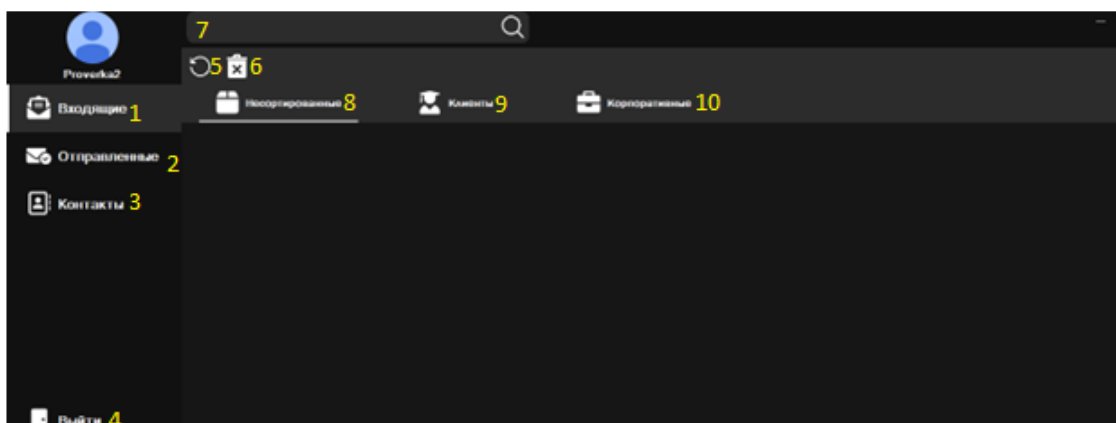 7
Proverka2
5 6
Входящие 1
Несортированные 8 Клиенты 9 Корпоративные 10
Отправленные 2
Контакты 3
Выйти 4